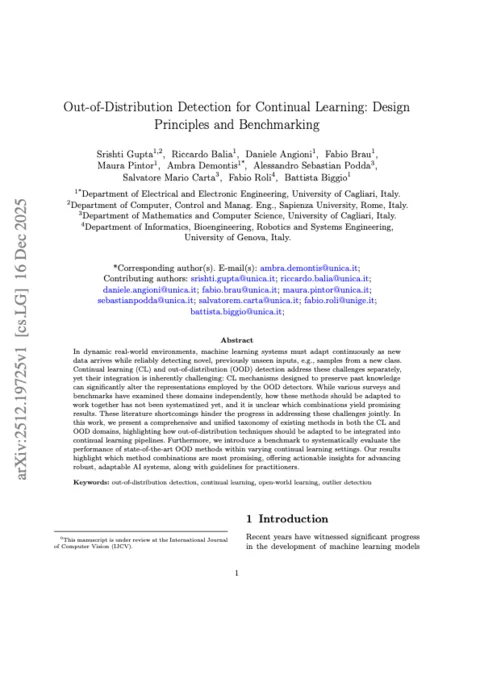 arXiv:2512.19725v1 [cs.LG] 16 Dec 2025
Out-of-Distribution Detection for Continual Learning: Design
Principles and Benchmarking
Srishti Gupta1,2, Riccardo Balia1, Daniele Angioni1, Fabio Brau1,
Maura Pintor1, Ambra Demontis1*, Alessandro Sebastian Podda3,
Salvatore Mario Carta3, Fabio Roli4, Battista Biggio1
1*Department of Electrical and Electronic Engineering, University of Cagliari, Italy.
2Department of Computer, Control and Manag. Eng., Sapienza University, Rome, Italy.
3Department of Mathematics and Computer Science, University of Cagliari, Italy.
4Department of Informatics, Bioengineering, Robotics and Systems Engineering,
University of Genova, Italy.
*Corresponding author(s). E-mail(s): ambra.demontis@unica.it;
Contributing authors: srishti.gupta@unica.it; riccardo.balia@unica.it;
daniele.angioni@unica.it; fabio.brau@unica.it; maura.pintor@unica.it;
sebastianpodda@unica.it; salvatorem.carta@unica.it; fabio.roli@unige.it;
battista.biggio@unica.it;
Abstract
In dynamic real-world environments, machine learning systems must adapt continuously as new
data arrives while reliably detecting novel, previously unseen inputs, e.g., samples from a new class.
Continual learning (CL) and out-of-distribution (OOD) detection address these challenges separately,
yet their integration is inherently challenging: CL mechanisms designed to preserve past knowledge
can significantly alter the representations employed by the OOD detectors. While various surveys and
benchmarks have examined these domains independently, how these methods should be adapted to
work together has not been systematized yet, and it is unclear which combinations yield promising
results. These literature shortcomings hinder the progress in addressing these challenges jointly. In
this work, we present a comprehensive and unified taxonomy of existing methods in both the CL and
OOD domains, highlighting how out-of-distribution techniques should be adapted to be integrated into
continual learning pipelines. Furthermore, we introduce a benchmark to systematically evaluate the
performance of state-of-the-art OOD methods within varying continual learning settings. Our results
highlight which method combinations are most promising, offering actionable insights for advancing
robust, adaptable AI systems, along with guidelines for practitioners.
Keywords: out-of-distribution detection, continual learning, open-world learning, outlier detection
1 Introduction
Recent years have witnessed significant progress
in the development of machine learning models
0This manuscript is under review at the International Journal
of Computer Vision (IJCV).
1